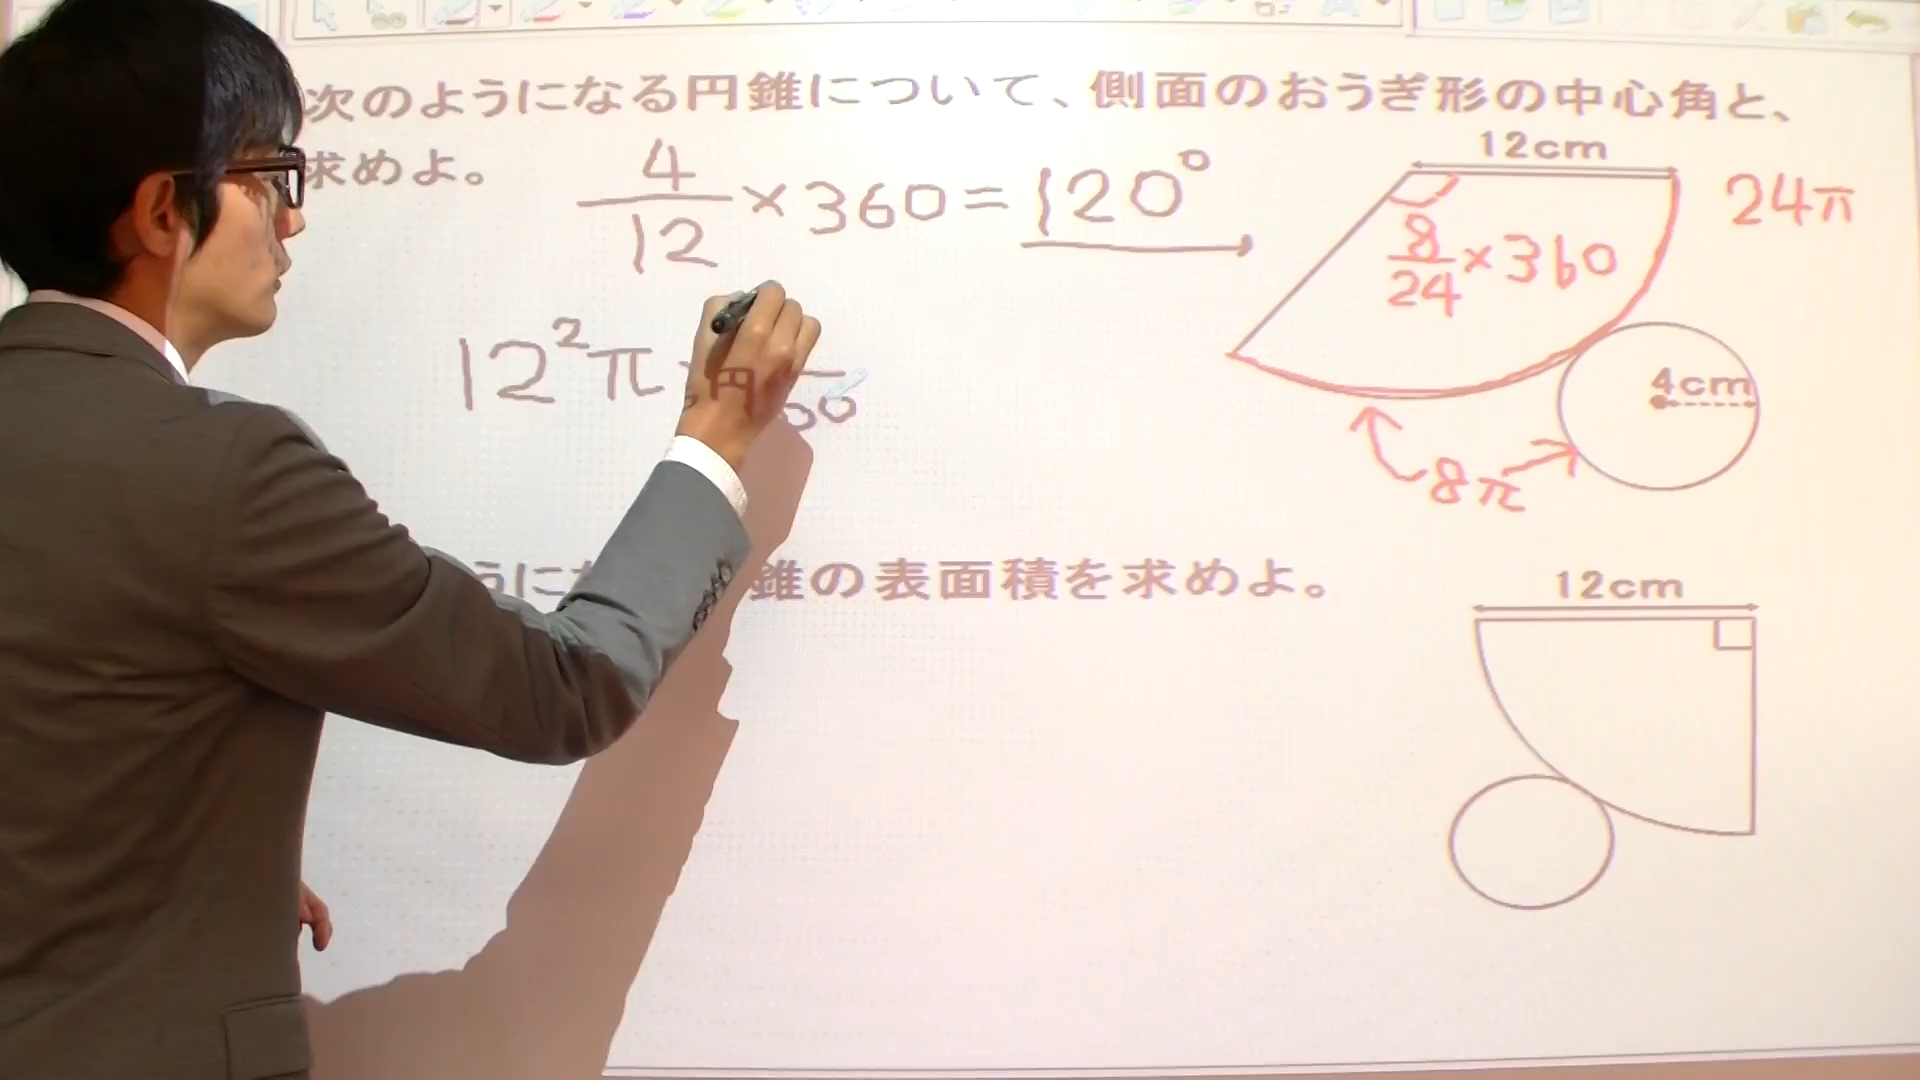 次のようになる円錐について、側面のおうぎ形の中心角と、
求めよ。
4/12 × 360 = 120°
12cm
24π
8/24 × 360
12²π
4cm
8π
錐の表面積を求めよ。
12cm